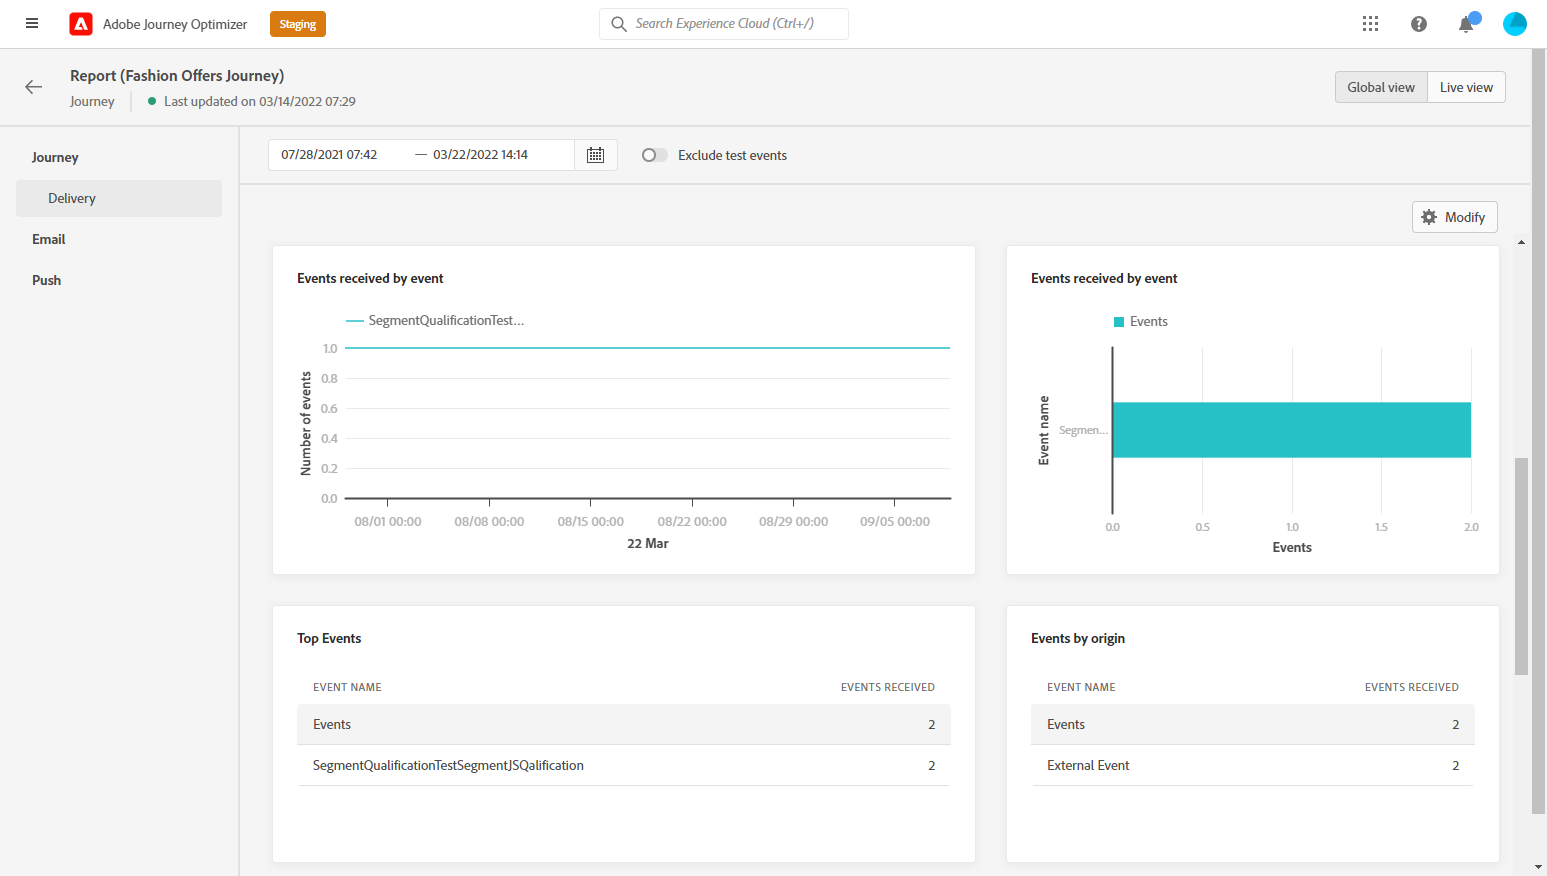 Adobe Journey Optimizer
Staging
Search Experience Cloud (Ctrl+/)
Report (Fashion Offers Journey)
Journey
Last updated on 03/14/2022 07:29
Global view
Live view
Journey
Delivery
Email
Push
07/28/2021 07:42 — 03/22/2022 14:14
Exclude test events
Modify
Events received by event
SegmentQualificationTest...
Number of events
1.0
0.8
0.6
0.4
0.2
0.0
08/01 00:00 08/08 00:00 08/15 00:00 08/22 00:00 08/29 00:00 09/05 00:00
22 Mar
Events received by event
Events
Event name
Segmen...
0.0 0.5 1.0 1.5 2.0
Events
Top Events
EVENT NAME EVENTS RECEIVED
Events 2
SegmentQualificationTestSegmentJSQalification 2
Events by origin
EVENT NAME EVENTS RECEIVED
Events 2
External Event 2